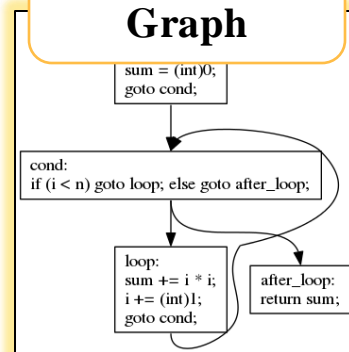 Graph
sum = (int)0;
goto cond;
cond:
if (i < n) goto loop; else goto after_loop;
loop:
sum += i * i;
i += (int)1;
goto cond;
after_loop:
return sum;